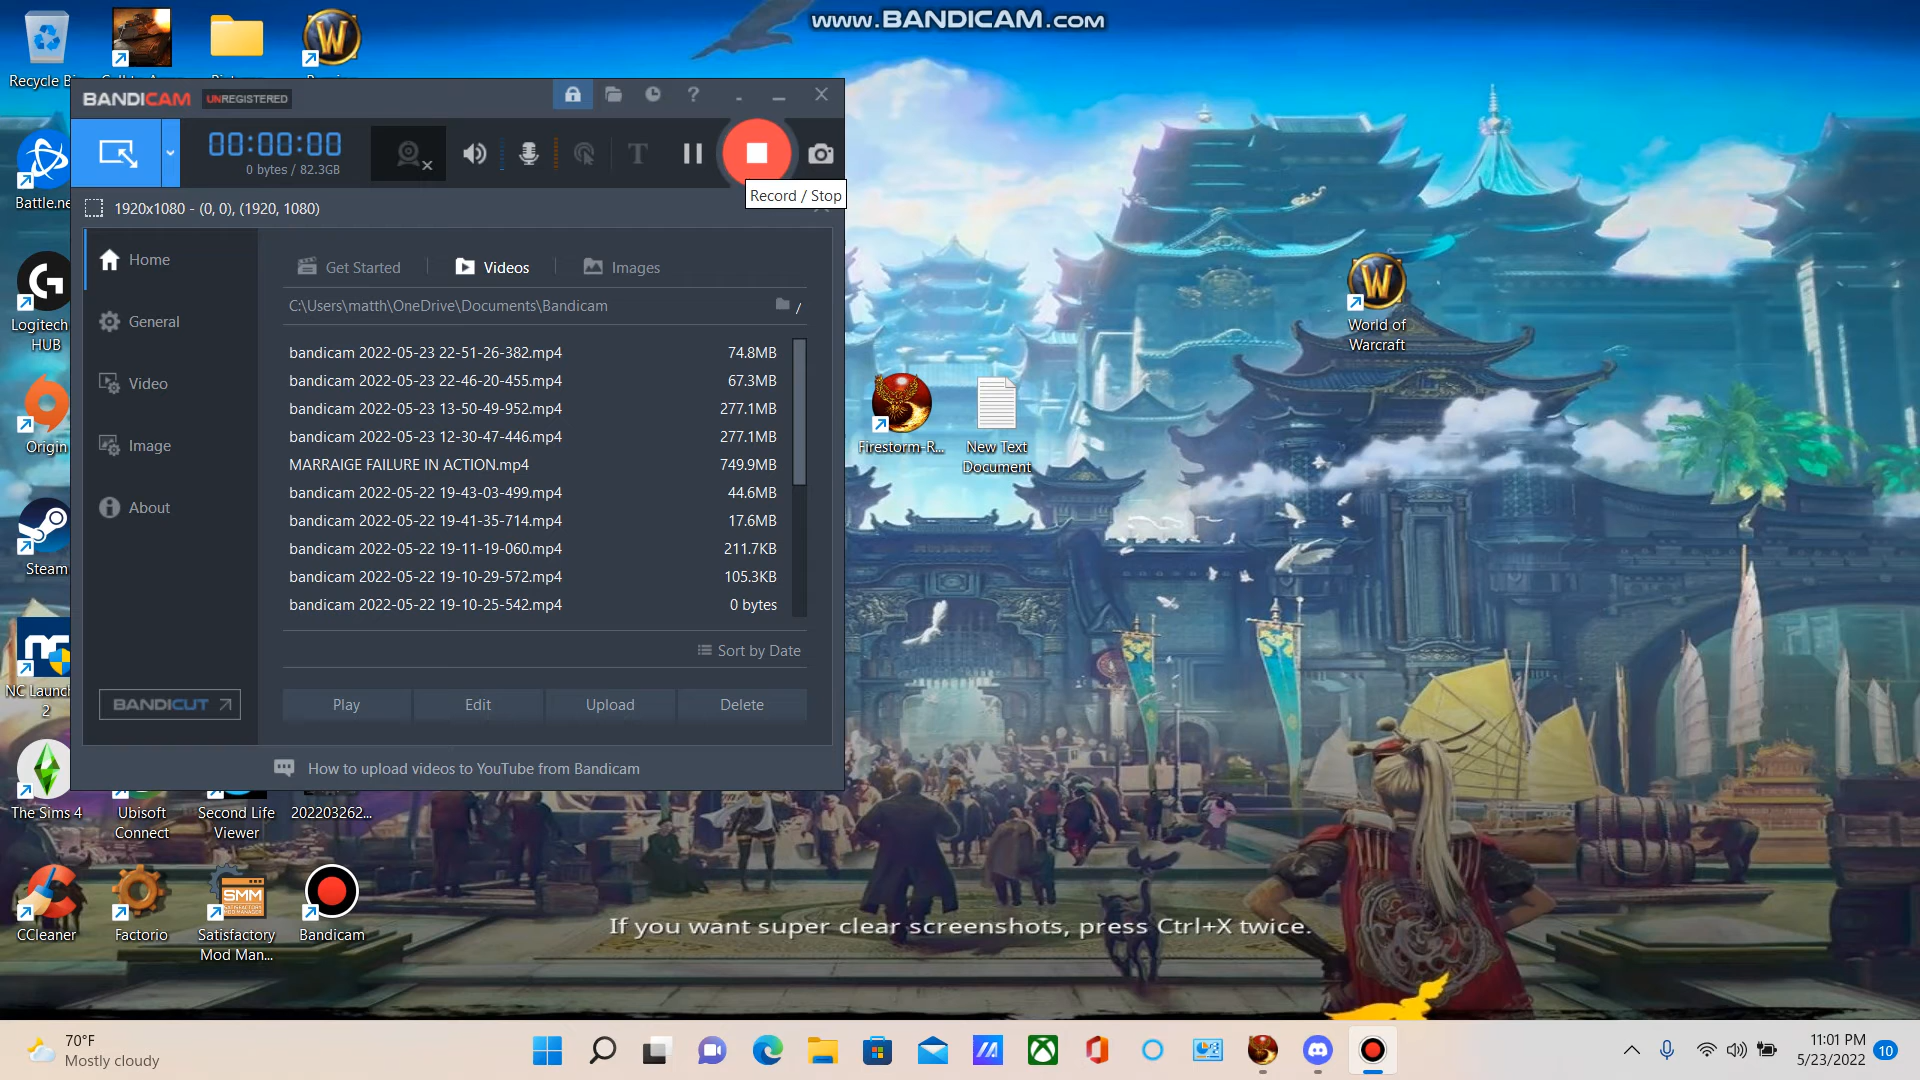 www.BANDICAM.com
Recycle Bi
BANDICAM
UNREGISTERED
?
00:00:00
0 bytes / 82.3GB
T
Record / Stop
1920x1080 - (0, 0), (1920, 1080)
Home
General
Video
Image
About
BANDICUT
Get Started
Videos
Images
C:\Users\matth\OneDrive\Documents\Bandicam
/
bandicam 2022-05-23 22-51-26-382.mp4 74.8MB
bandicam 2022-05-23 22-46-20-455.mp4 67.3MB
bandicam 2022-05-23 13-50-49-952.mp4 277.1MB
bandicam 2022-05-23 12-30-47-446.mp4 277.1MB
MARRAIGE FAILURE IN ACTION.mp4 749.9MB
bandicam 2022-05-22 19-43-03-499.mp4 44.6MB
bandicam 2022-05-22 19-41-35-714.mp4 17.6MB
bandicam 2022-05-22 19-11-19-060.mp4 211.7KB
bandicam 2022-05-22 19-10-29-572.mp4 105.3KB
bandicam 2022-05-22 19-10-25-542.mp4 0 bytes
Sort by Date
Play Edit Upload Delete
How to upload videos to YouTube from Bandicam
Battle.ne
Logitech
HUB
Origin
Steam
NC Launch
2
The Sims 4
Ubisoft
Connect
Second Life
Viewer
202203262...
CCleaner
Factorio
SMM
Satisfactory
Mod Man...
Bandicam
World of
Warcraft
Firestorm-R...
New Text
Document
If you want super clear screenshots, press Ctrl+X twice.
70°F
Mostly cloudy
11:01 PM
5/23/2022
10